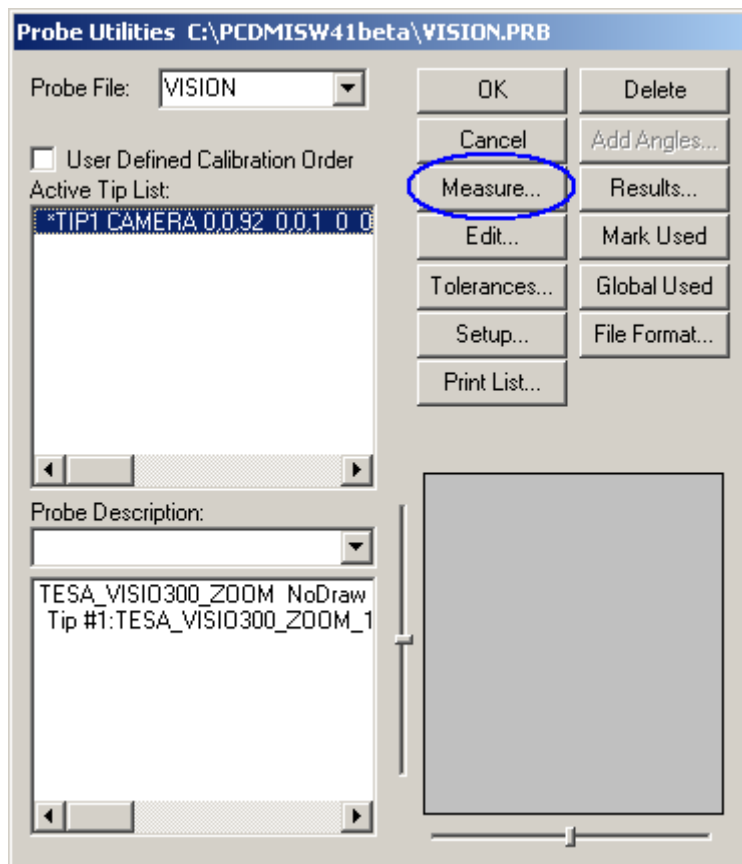 Probe Utilities C:\PCDMISW41beta\VISION.PRB
Probe File:
VISION
User Defined Calibration Order
Active Tip List:
*TIP1 CAMERA 0,0,92 0,0,1 0 0
OK
Delete
Cancel
Add Angles...
Measure...
Results...
Edit...
Mark Used
Tolerances...
Global Used
Setup...
File Format...
Print List...
Probe Description:
TESA_VISIO300_ZOOM NoDraw
Tip #1:TESA_VISIO300_ZOOM_1